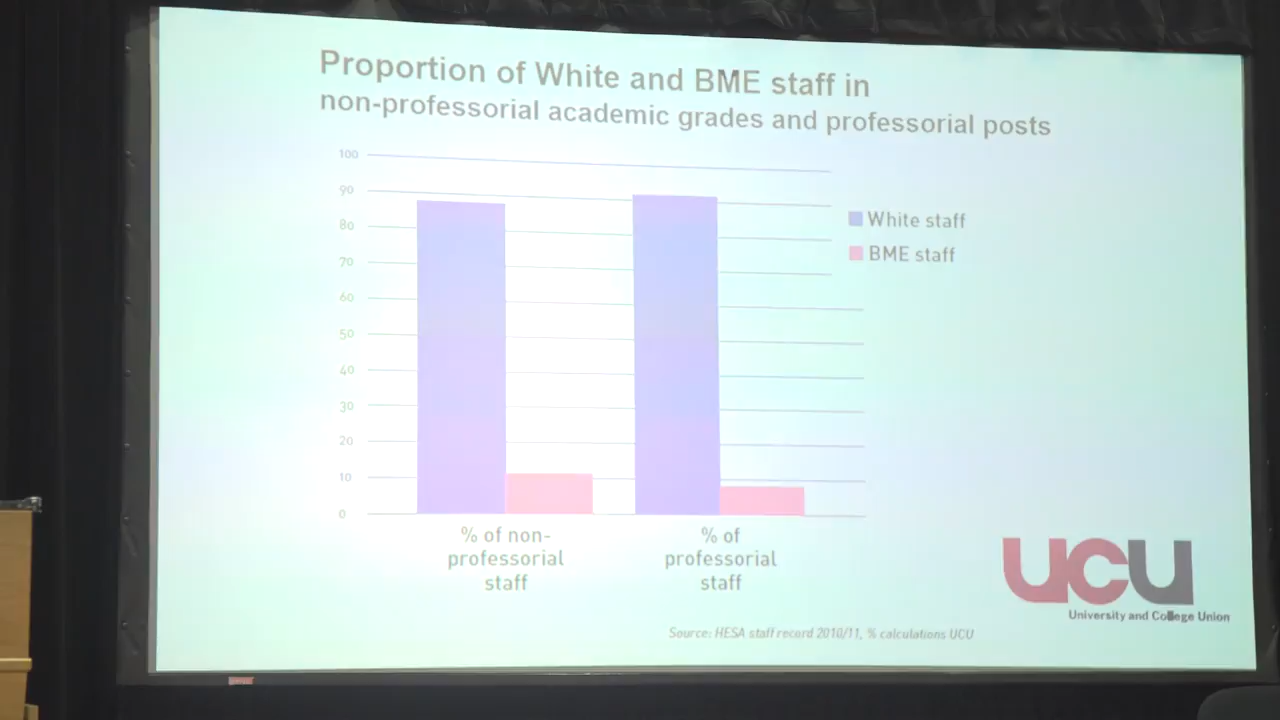 Proportion of White and BME staff in
non-professorial academic grades and professorial posts
100
90
80
70
60
50
40
30
20
10
0
White staff
BME staff
% of non-
professorial
staff
% of
professorial
staff
ucu
University and College Union
Source: HESA staff record 2010/11, % calculations UCU